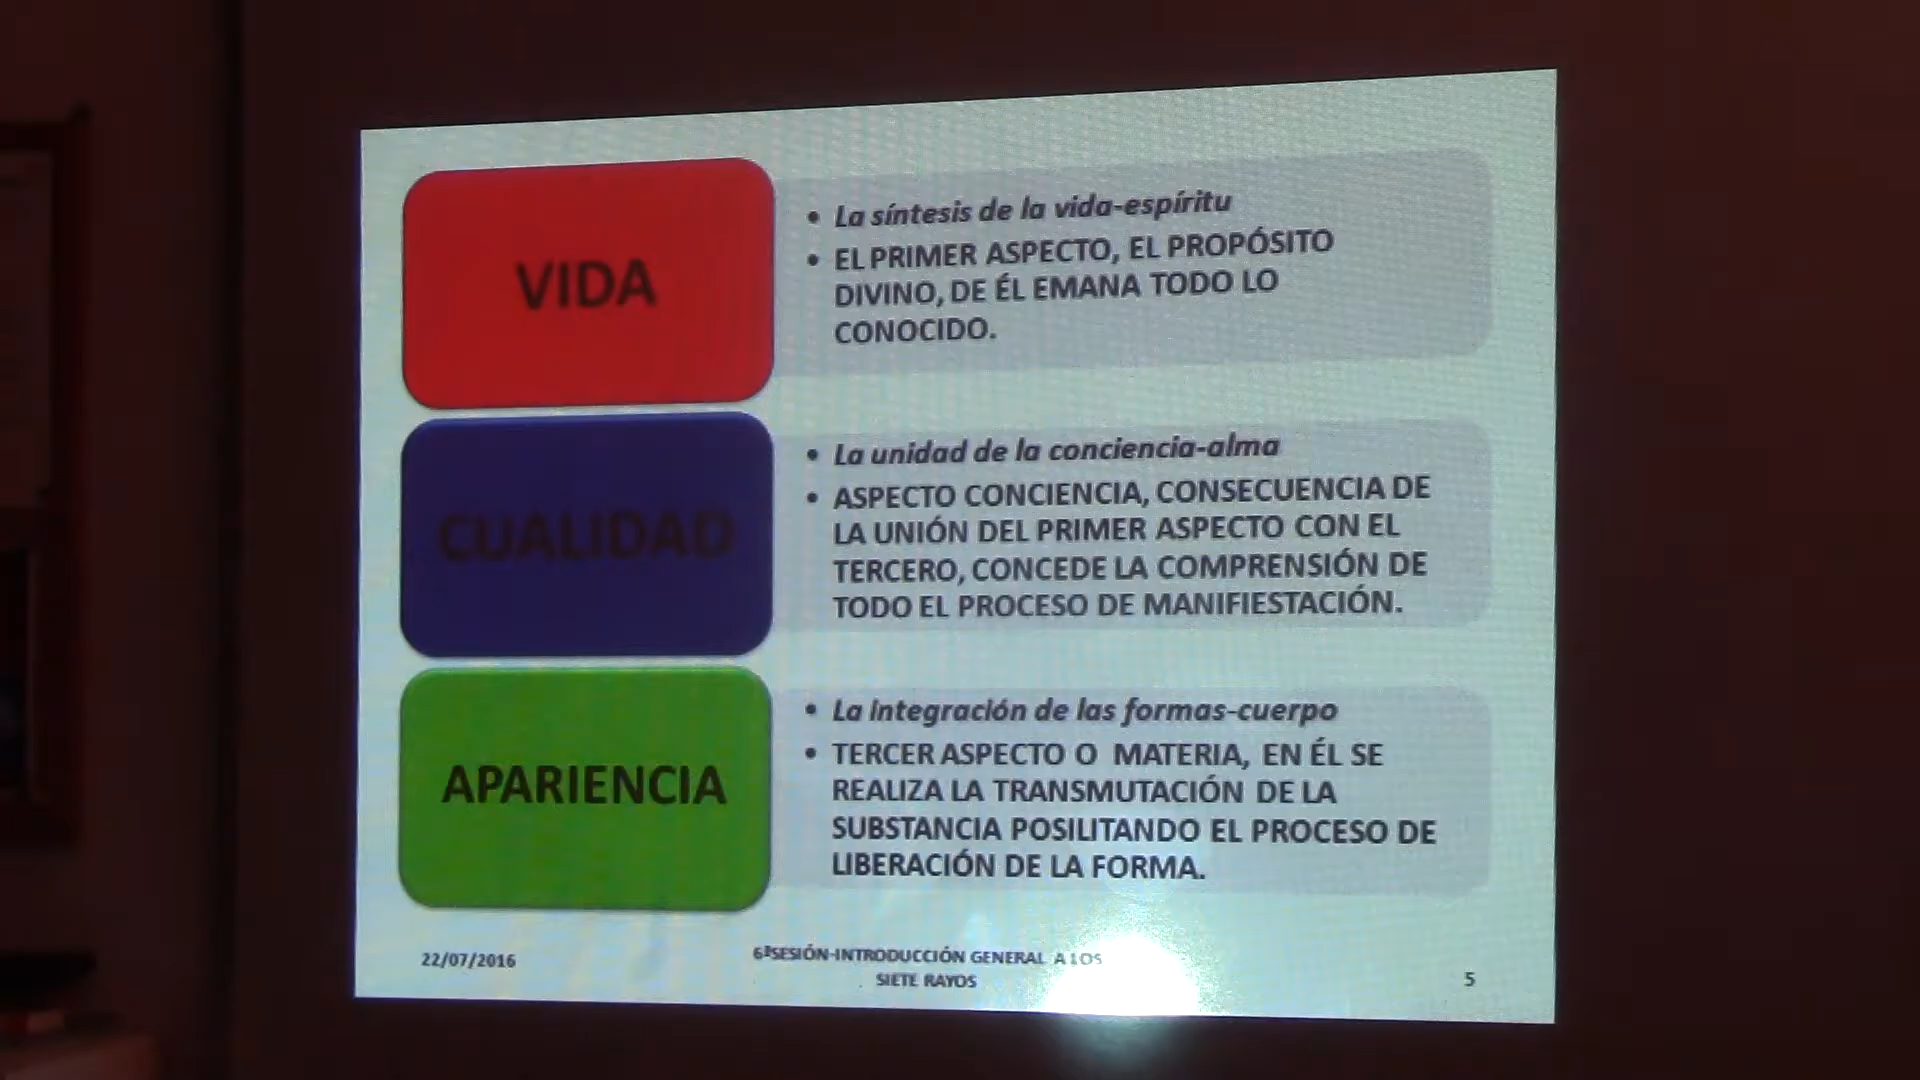 VIDA
• La síntesis de la vida-espíritu
• EL PRIMER ASPECTO, EL PROPÓSITO
DIVINO, DE ÉL EMANA TODO LO
CONOCIDO.
CUALIDAD
• La unidad de la conciencia-alma
• ASPECTO CONCIENCIA, CONSECUENCIA DE
LA UNIÓN DEL PRIMER ASPECTO CON EL
TERCERO, CONCEDE LA COMPRENSIÓN DE
TODO EL PROCESO DE MANIFIESTACIÓN.
APARIENCIA
• La integración de las formas-cuerpo
• TERCER ASPECTO O MATERIA, EN ÉL SE
REALIZA LA TRANSMUTACIÓN DE LA
SUBSTANCIA POSILITANDO EL PROCESO DE
LIBERACIÓN DE LA FORMA.
22/07/2016
6ªSESIÓN-INTRODUCCIÓN GENERAL A LOS
SIETE RAYOS
5